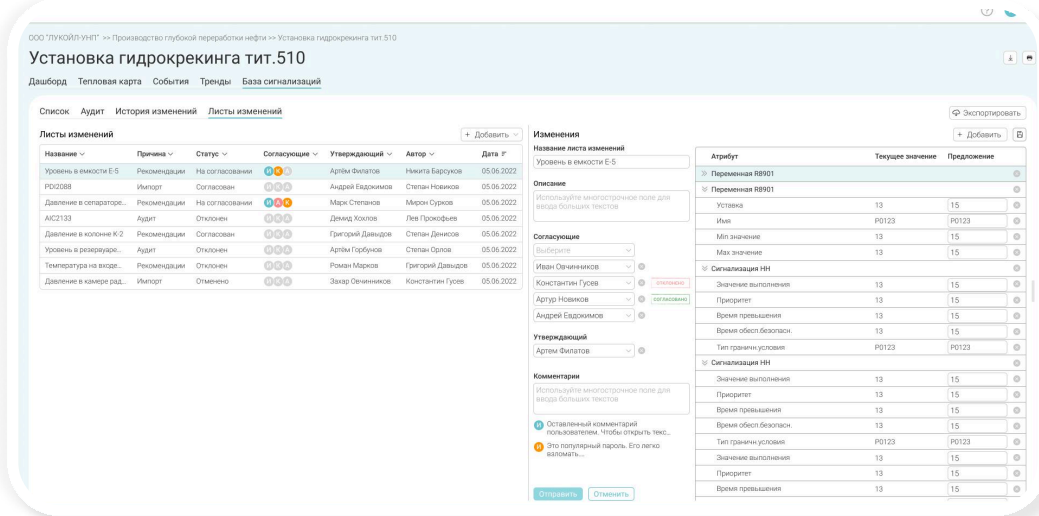 ООО "ЛУКОЙЛ-УНП" >> Производство глубокой переработки нефти >> Установка гидрокрекинга тит.510
Установка гидрокрекинга тит.510
Дашборд Тепловая карта События Тренды База сигнализаций
Список Аудит История изменений Листы изменений
Экспортировать
Листы изменений
+ Добавить
Название Причина Статус Согласующие Утверждающий Автор Дата
Уровень в емкости Е-5 Рекомендации На согласовании И К А Артём Филатов Никита Барсуков 05.06.2022
PDI2088 Импорт Согласован И К А Андрей Евдокимов Степан Новиков 05.06.2022
Давление в сепараторе... Рекомендации На согласовании И А К Марк Степанов Мирон Сурков 05.06.2022
AIC2133 Аудит Отклонен И К А Демид Хохлов Лев Прокофьев 05.06.2022
Давление в колонне К-2 Рекомендации Согласован И К А Григорий Давыдов Степан Денисов 05.06.2022
Уровень в резервуаре... Аудит Отклонен И К А Артём Горбунов Степан Орлов 05.06.2022
Температура на входе... Рекомендации Отклонен И К А Роман Марков Григорий Давыдов 05.06.2022
Давление в камере рад... Импорт Отменено И К А Захар Овчинников Константин Гусев 05.06.2022
Изменения
+ Добавить
Название листа изменений
Уровень в емкости Е-5
Описание
Используйте многострочное поле для
ввода больших текстов
Согласующие
Выберите
Иван Овчинников
Константин Гусев отклонено
Артур Новиков согласовано
Андрей Евдокимов
Утверждающий
Артем Филатов
Комментарии
Используйте многострочное поле для
ввода больших текстов
И Оставленный комментарий
пользователем. Чтобы открыть текс...
И Это популярный пароль. Его легко
взломать...
Отправить Отменить
Атрибут Текущее значение Предложение
Переменная R8901
Переменная R8901
Уставка 13 15
Имя P0123 P0123
Min значение 13 15
Max значение 13 15
Сигнализация HH
Значение выполнения 13 15
Приоритет 13 15
Время превышения 13 15
Время обесп.безопасн. 13 15
Тип граничн.условия P0123 P0123
Сигнализация HH
Значение выполнения 13 15
Приоритет 13 15
Время превышения 13 15
Время обесп.безопасн. 13 15
Тип граничн.условия P0123 P0123
Значение выполнения 13 15
Приоритет 13 15
Время превышения 13 15